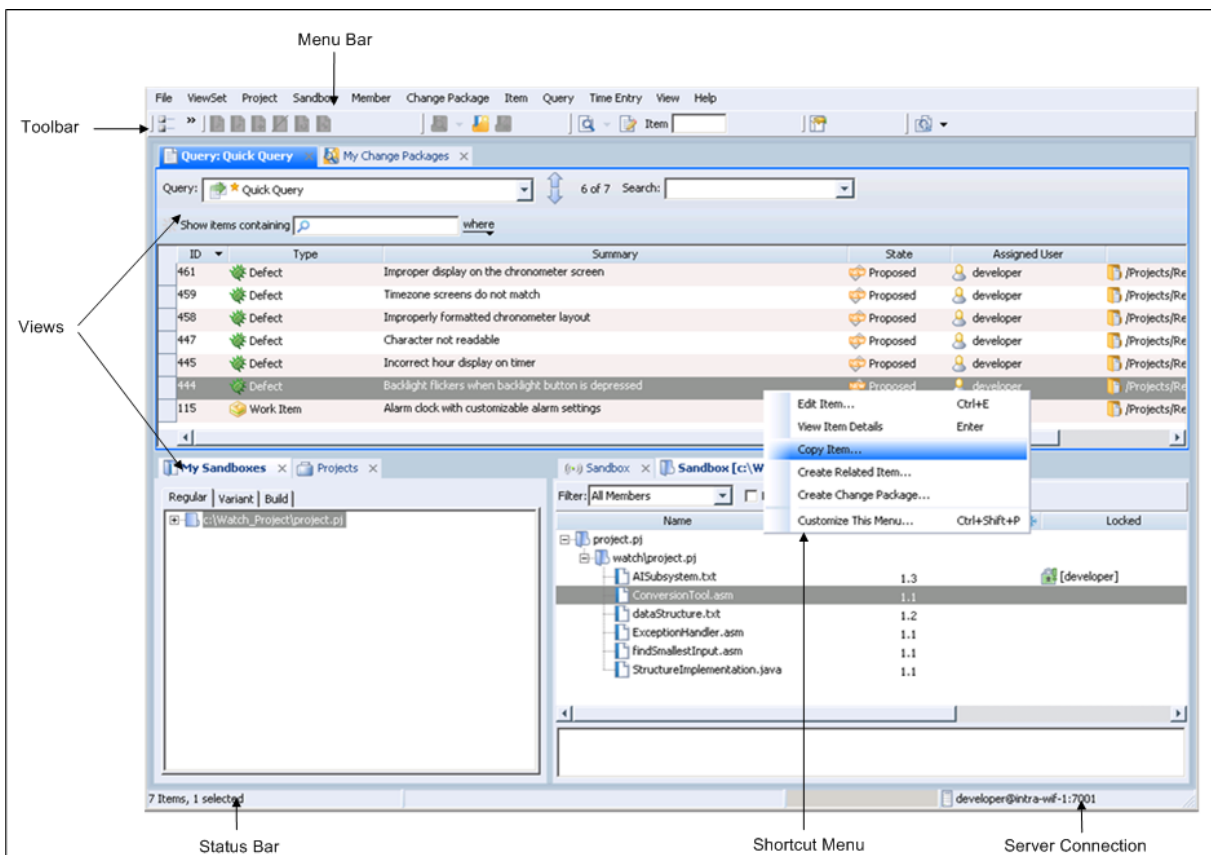 Menu Bar
File ViewSet Project Sandbox Member Change Package Item Query Time Entry View Help
Toolbar
» Item
Query: Quick Query × My Change Packages ×
Query: Quick Query 6 of 7 Search:
Show items containing where
ID Type Summary State Assigned User
461 Defect Improper display on the chronometer screen Proposed developer /Projects/Re
459 Defect Timezone screens do not match Proposed developer /Projects/Re
458 Defect Improperly formatted chronometer layout Proposed developer /Projects/Re
Views
447 Defect Character not readable Proposed developer /Projects/Re
445 Defect Incorrect hour display on timer Proposed developer /Projects/Re
444 Defect Backlight flickers when backlight button is depressed Proposed developer /Projects/Re
115 Work Item Alarm clock with customizable alarm settings /Projects/Re
Edit Item... Ctrl+E
View Item Details Enter
Copy Item...
Create Related Item...
Create Change Package...
Customize This Menu... Ctrl+Shift+P
My Sandboxes × Projects ×
Regular Variant Build
c:\Watch_Project\project.pj
Sandbox × Sandbox [c:\W
Filter: All Members
Name Locked
project.pj
watch\project.pj
AISubsystem.txt 1.3 [developer]
ConversionTool.asm 1.1
dataStructure.txt 1.2
ExceptionHandler.asm 1.1
findSmallestInput.asm 1.1
StructureImplementation.java 1.1
7 Items, 1 selected developer@intra-wif-1:7001
Status Bar Shortcut Menu Server Connection